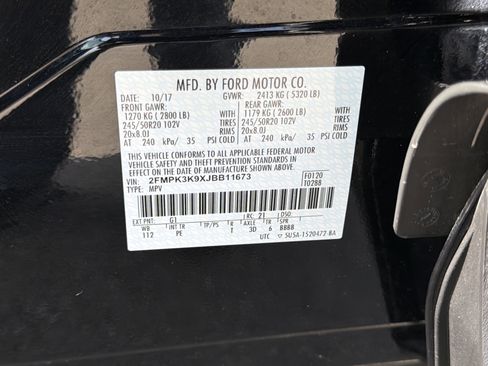 MFD. BY FORD MOTOR CO.
DATE: 10/17 GVWR: 2413 KG ( 5320 LB)
FRONT GAWR: REAR GAWR:
1270 KG ( 2800 LB) WITH 1179 KG ( 2600 LB) WITH
245/50R20 102V TIRES 245/50R20 102V TIRES
20x8.0J RIMS 20x8.0J RIMS
AT 240 kPa/ 35 PSI COLD AT 240 kPa/ 35 PSI COLD
THIS VEHICLE CONFORMS TO ALL APPLICABLE FEDERAL MOTOR
VEHICLE SAFETY AND THEFT PREVENTION STANDARDS IN
EFFECT ON THE DATE OF MANUFACTURE SHOWN ABOVE.
VIN: 2FMPK3K9XJBB11673 F0120
TYPE: MPV 1028B
EXT PNT: G1 RC: 21 DSO:
WB INT TR TP/PS R AXLE TR SPR
112 PE 1 3D 6 BBBB
UTC 5U5A-1520472-BA